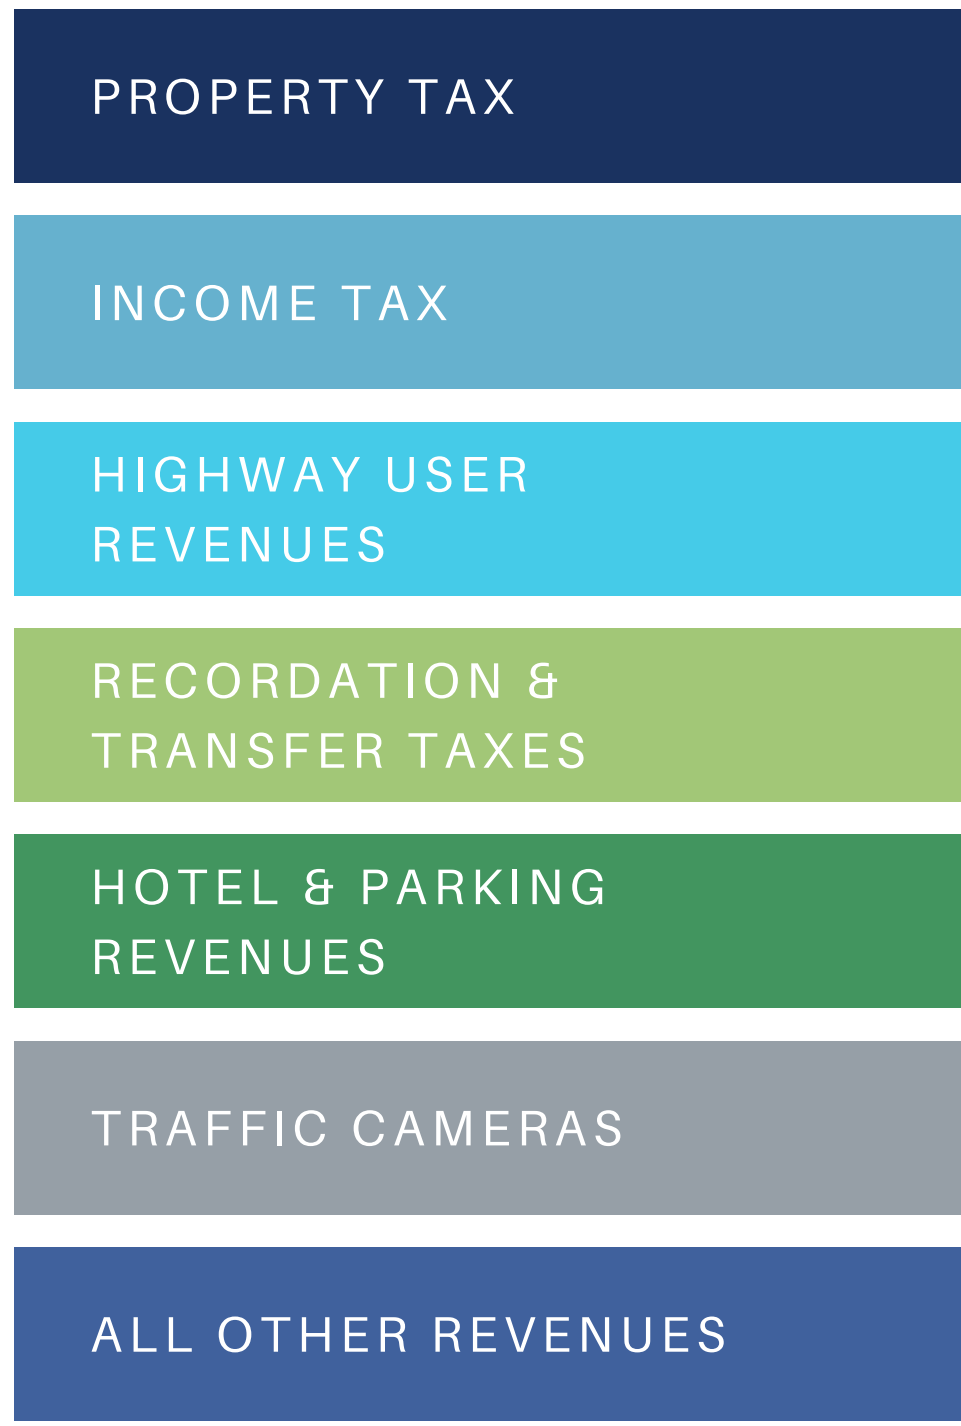 PROPERTY TAX
INCOME TAX
HIGHWAY USER
REVENUES
RECORDATION &
TRANSFER TAXES
HOTEL & PARKING
REVENUES
TRAFFIC CAMERAS
ALL OTHER REVENUES